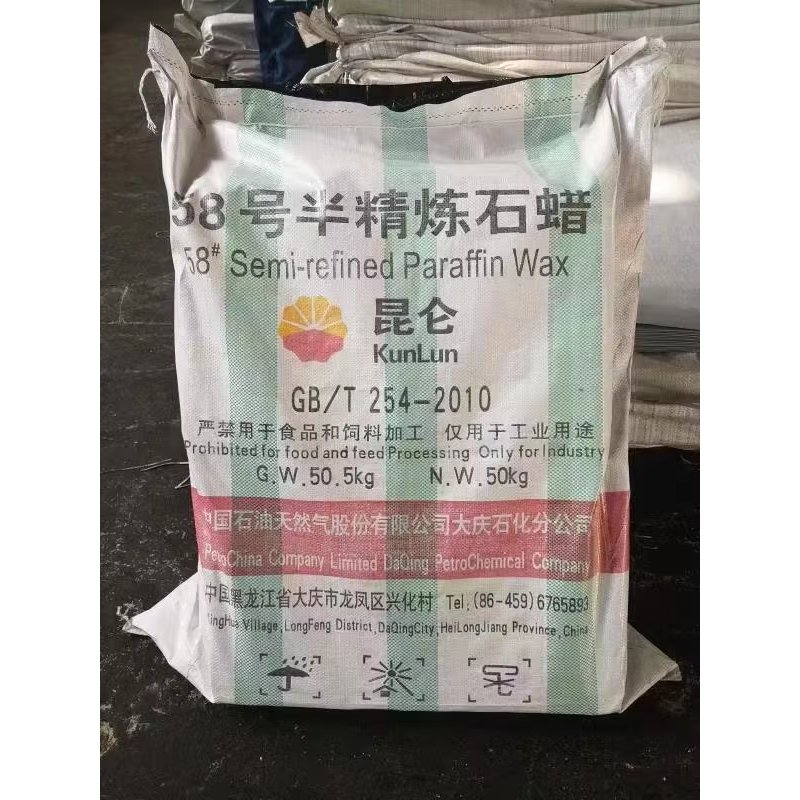 58号半精炼石蜡
58# Semi-refined Paraffin Wax
昆仑
KunLun
GB/T 254-2010
严禁用于食品和饲料加工 仅用于工业用途
Prohibited for food and feed Processing Only for Industry
G.W.50.5kg N.W.50kg
中国石油天然气股份有限公司大庆石化分公司
PetroChina Company Limited DaQing PetroChemical Company
中国黑龙江省大庆市龙凤区兴化村 Tel:(86-459)6765893
XingHua Village,LongFeng District,DaQingCity,HeiLongJiang Province,China